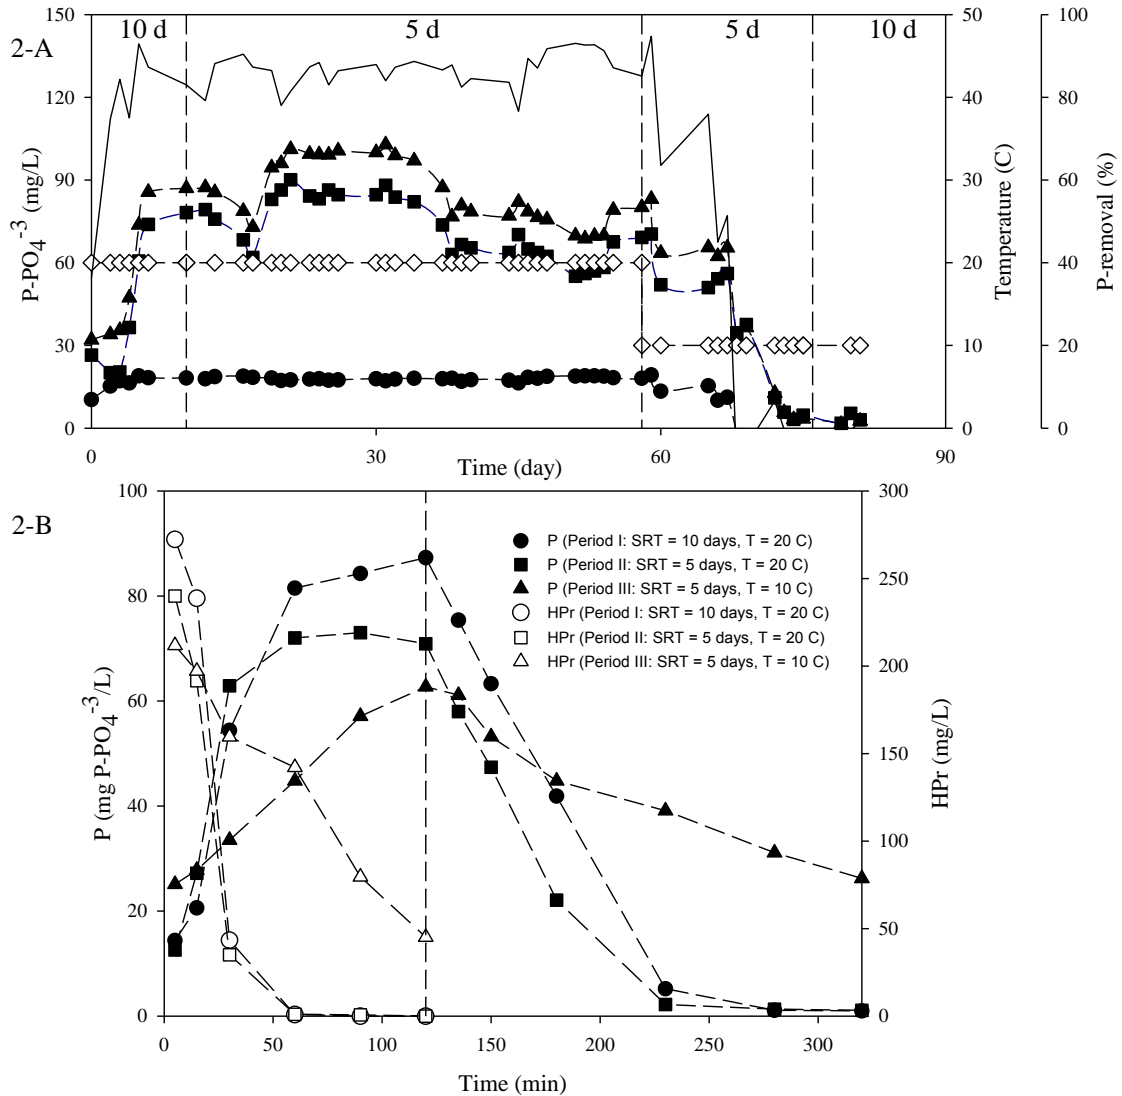 2-A
10 d 5 d 5 d 10 d
P-PO4-3 (mg/L)
0 30 60 90 120 150
0 30 60 90
Time (day)
0 10 20 30 40 50
Temperature (C)
0 20 40 60 80 100
P-removal (%)
2-B
P (mg P-PO4-3/L)
0 20 40 60 80 100
P (Period I: SRT = 10 days, T = 20 C)
P (Period II: SRT = 5 days, T = 20 C)
P (Period III: SRT = 5 days, T = 10 C)
HPr (Period I: SRT = 10 days, T = 20 C)
HPr (Period II: SRT = 5 days, T = 20 C)
HPr (Period III: SRT = 5 days, T = 10 C)
0 50 100 150 200 250 300
Time (min)
0 50 100 150 200 250 300
HPr (mg/L)